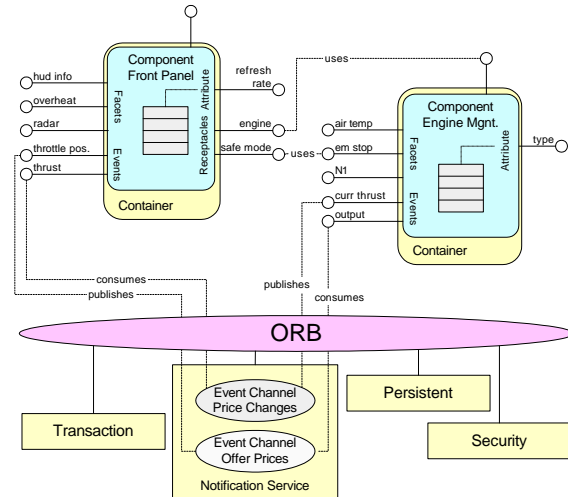 Component
Front Panel
Facets
Events
Attribute
Receptacles
Container
hud info
overheat
radar
throttle pos.
thrust
refresh
rate
engine
safe mode
uses
uses
Component
Engine Mgnt.
Facets
Events
Attribute
Container
air temp
em stop
N1
curr thrust
output
type
consumes
publishes
publishes
consumes
ORB
Transaction
Event Channel
Price Changes
Event Channel
Offer Prices
Notification Service
Persistent
Security